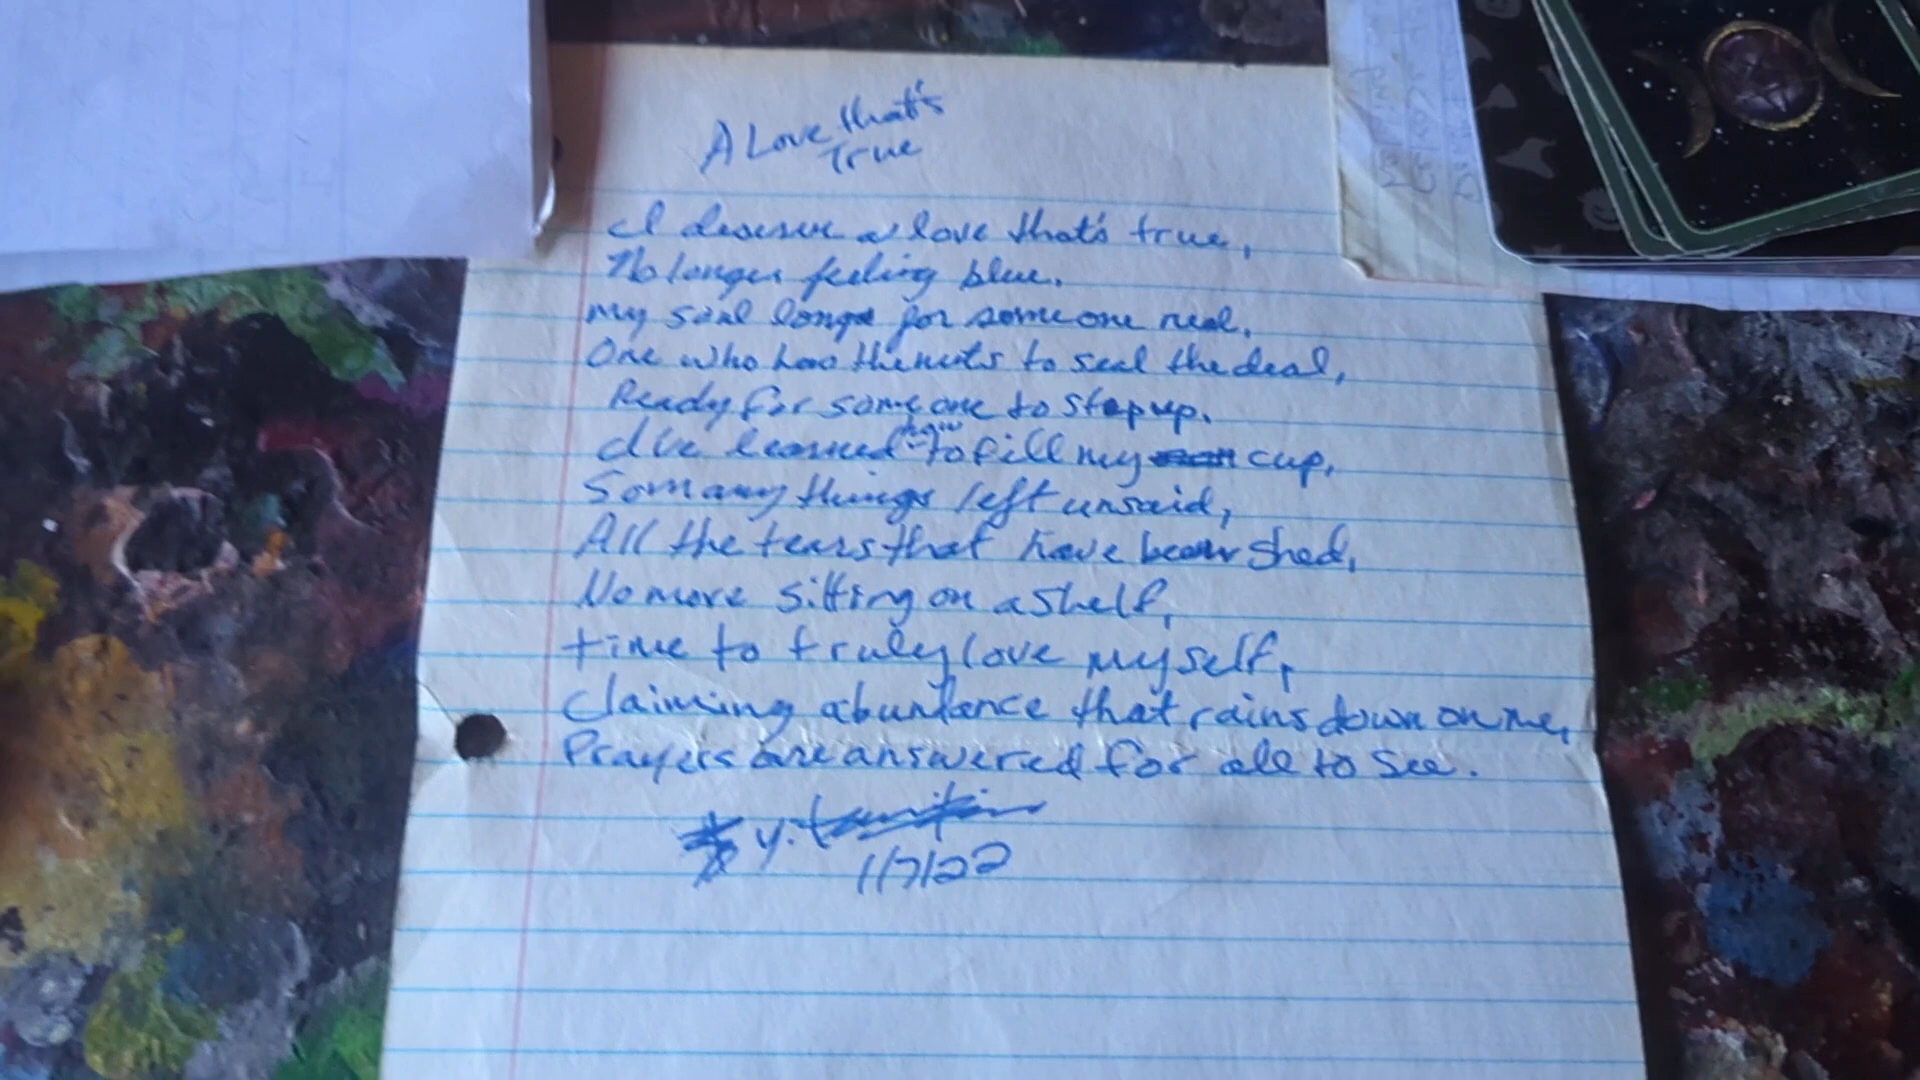 A Love that's
True
I deserve a love that's true,
No longer feeling blue.
My soul longs for someone real.
One who has the nuts to seal the deal,
Ready for someone to step up.
I've learned how to fill my cup,
So many things left unsaid,
All the tears that have been shed,
No more sitting on a shelf,
time to truly love myself,
Claiming abundance that rains down on me,
Prayers are answered for all to see.
y:
1/7/22